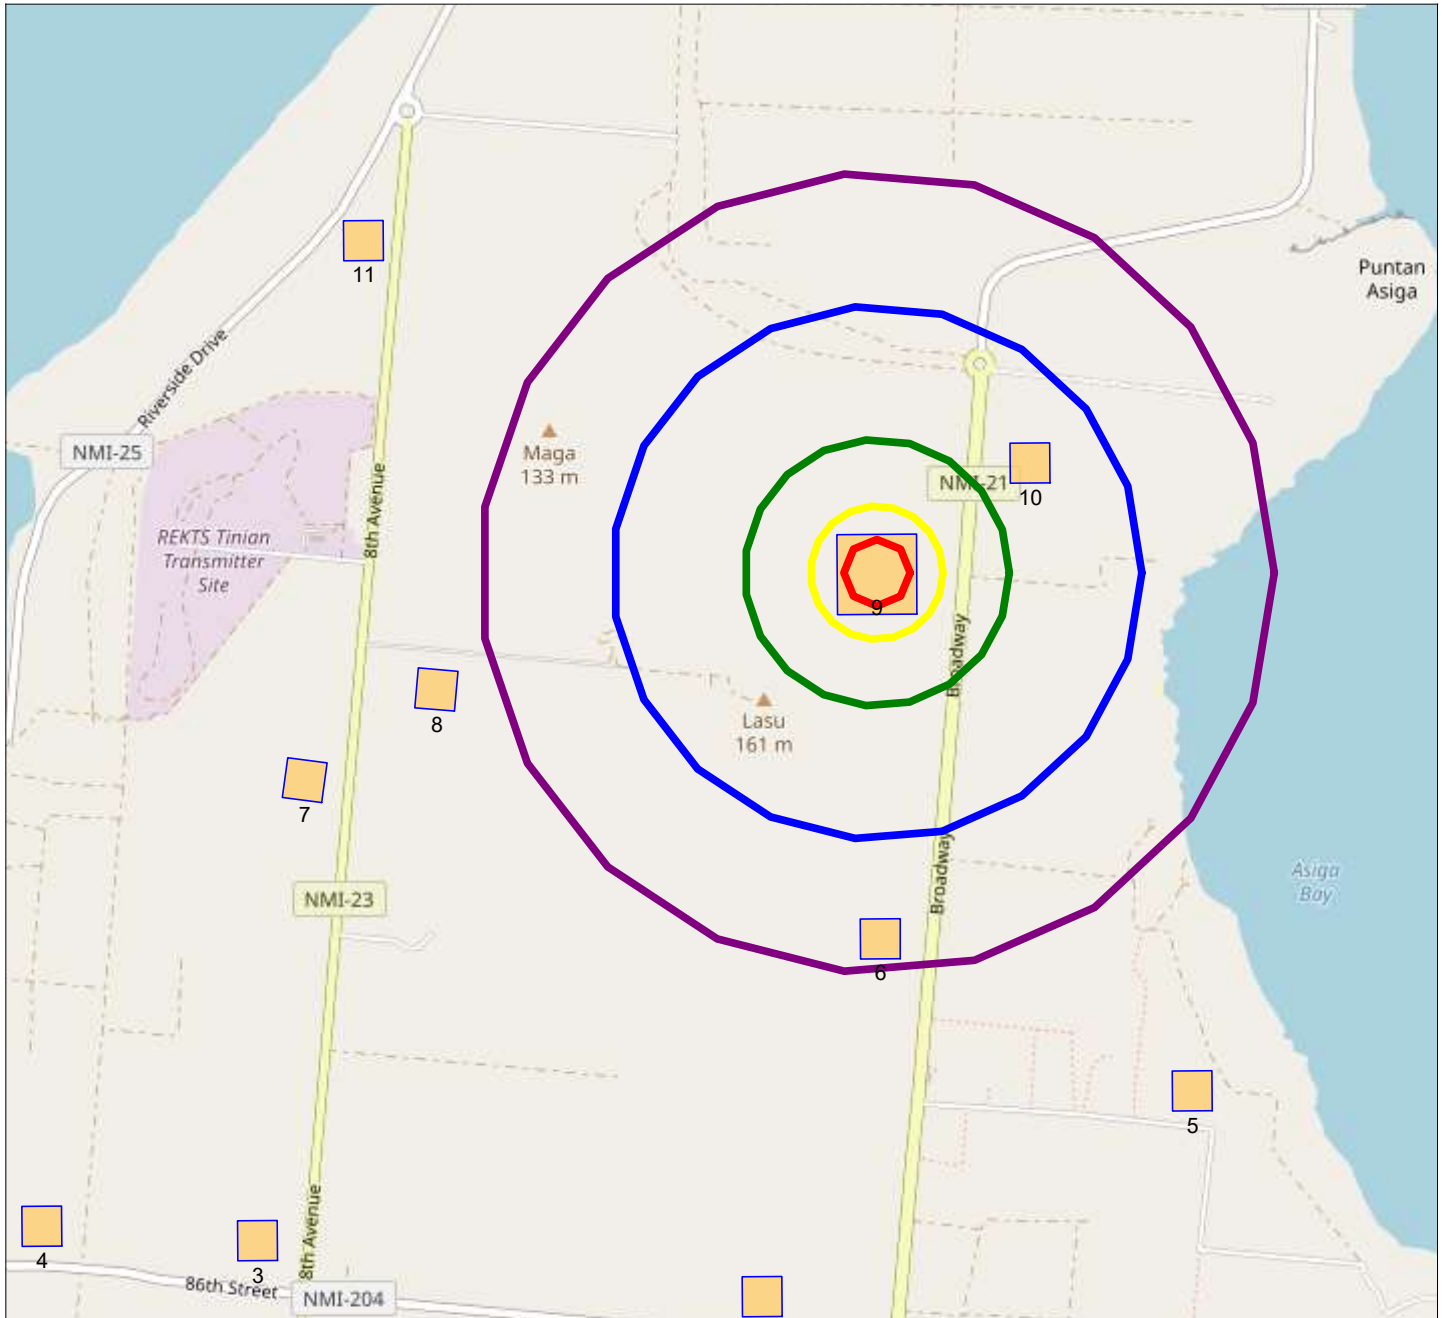 11
Puntan
Asiga
Riverside Drive
NMI-25
Maga
133 m
8th Avenue
NMI-21
10
REKTS Tinian
Transmitter
Site
9
Broadway
8
Lasu
161 m
7
Broadway
Asiga
Bay
NMI-23
6
5
8th Avenue
4
3
86th Street
NMI-204